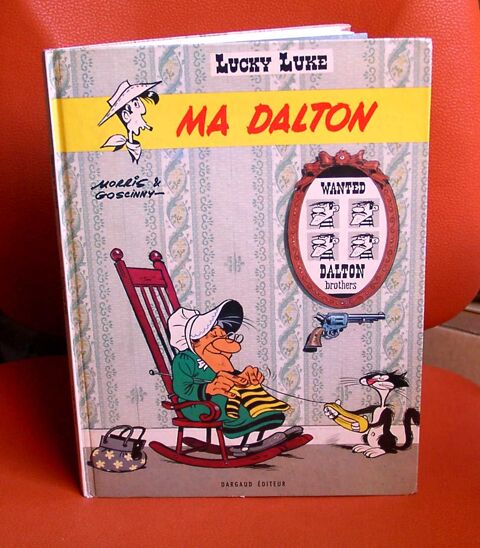 LUCKY LUKE
MA DALTON
MORRIS &
GOSCINNY
WANTED
DALTON
brothers
DARGAUD ÉDITEUR